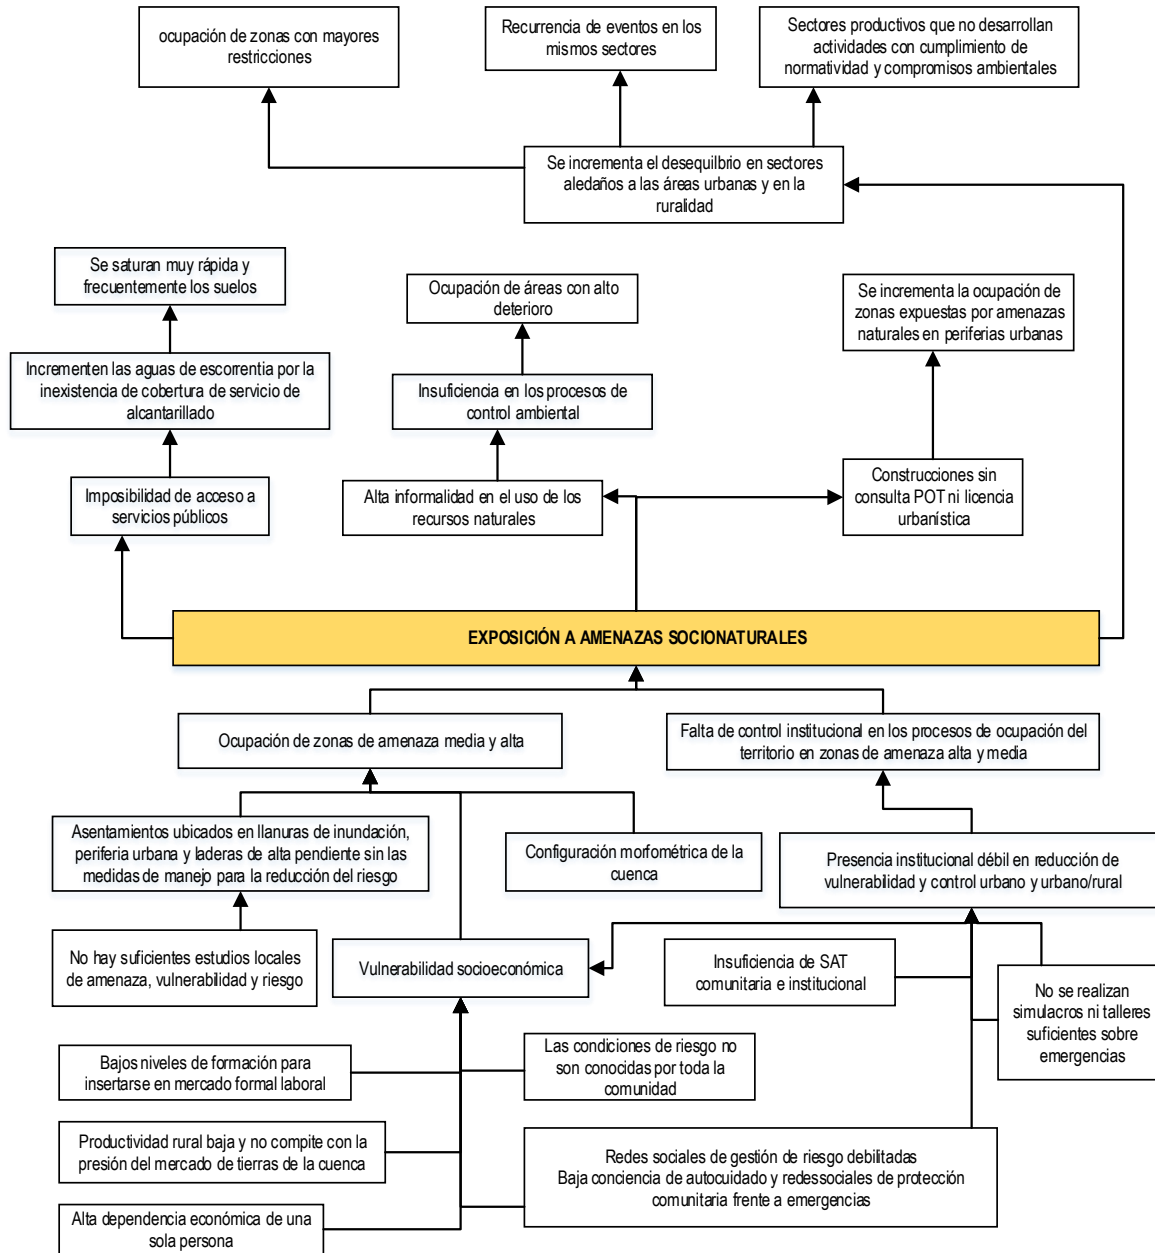 ocupación de zonas con mayores
restricciones
Recurrencia de eventos en los
mismos sectores
Sectores productivos que no desarrollan
actividades con cumplimiento de
normatividad y compromisos ambientales
Se incrementa el desequilbrio en sectores
aledaños a las áreas urbanas y en la
ruralidad
Se saturan muy rápida y
frecuentemente los suelos
Ocupación de áreas con alto
deterioro
Se incrementa la ocupación de
zonas expuestas por amenazas
naturales en periferias urbanas
Incrementen las aguas de escorrentia por la
inexistencia de cobertura de servicio de
alcantarillado
Insuficiencia en los procesos de
control ambiental
Imposibilidad de acceso a
servicios públicos
Alta informalidad en el uso de los
recursos naturales
Construcciones sin
consulta POT ni licencia
urbanística
EXPOSICIÓN A AMENAZAS SOCIONATURALES
Ocupación de zonas de amenaza media y alta
Falta de control institucional en los procesos de ocupación del
territorio en zonas de amenaza alta y media
Asentamientos ubicados en llanuras de inundación,
periferia urbana y laderas de alta pendiente sin las
medidas de manejo para la reducción del riesgo
Configuración morfométrica de la
cuenca
Presencia institucional débil en reducción de
vulnerabilidad y control urbano y urbano/rural
No hay suficientes estudios locales
de amenaza, vulnerabilidad y riesgo
Vulnerabilidad socioeconómica
Insuficiencia de SAT
comunitaria e institucional
No se realizan
simulacros ni talleres
suficientes sobre
emergencias
Bajos niveles de formación para
insertarse en mercado formal laboral
Las condiciones de riesgo no
son conocidas por toda la
comunidad
Productividad rural baja y no compite con la
presión del mercado de tierras de la cuenca
Redes sociales de gestión de riesgo debilitadas
Baja conciencia de autocuidado y redessociales de protección
comunitaria frente a emergencias
Alta dependencia económica de una
sola persona